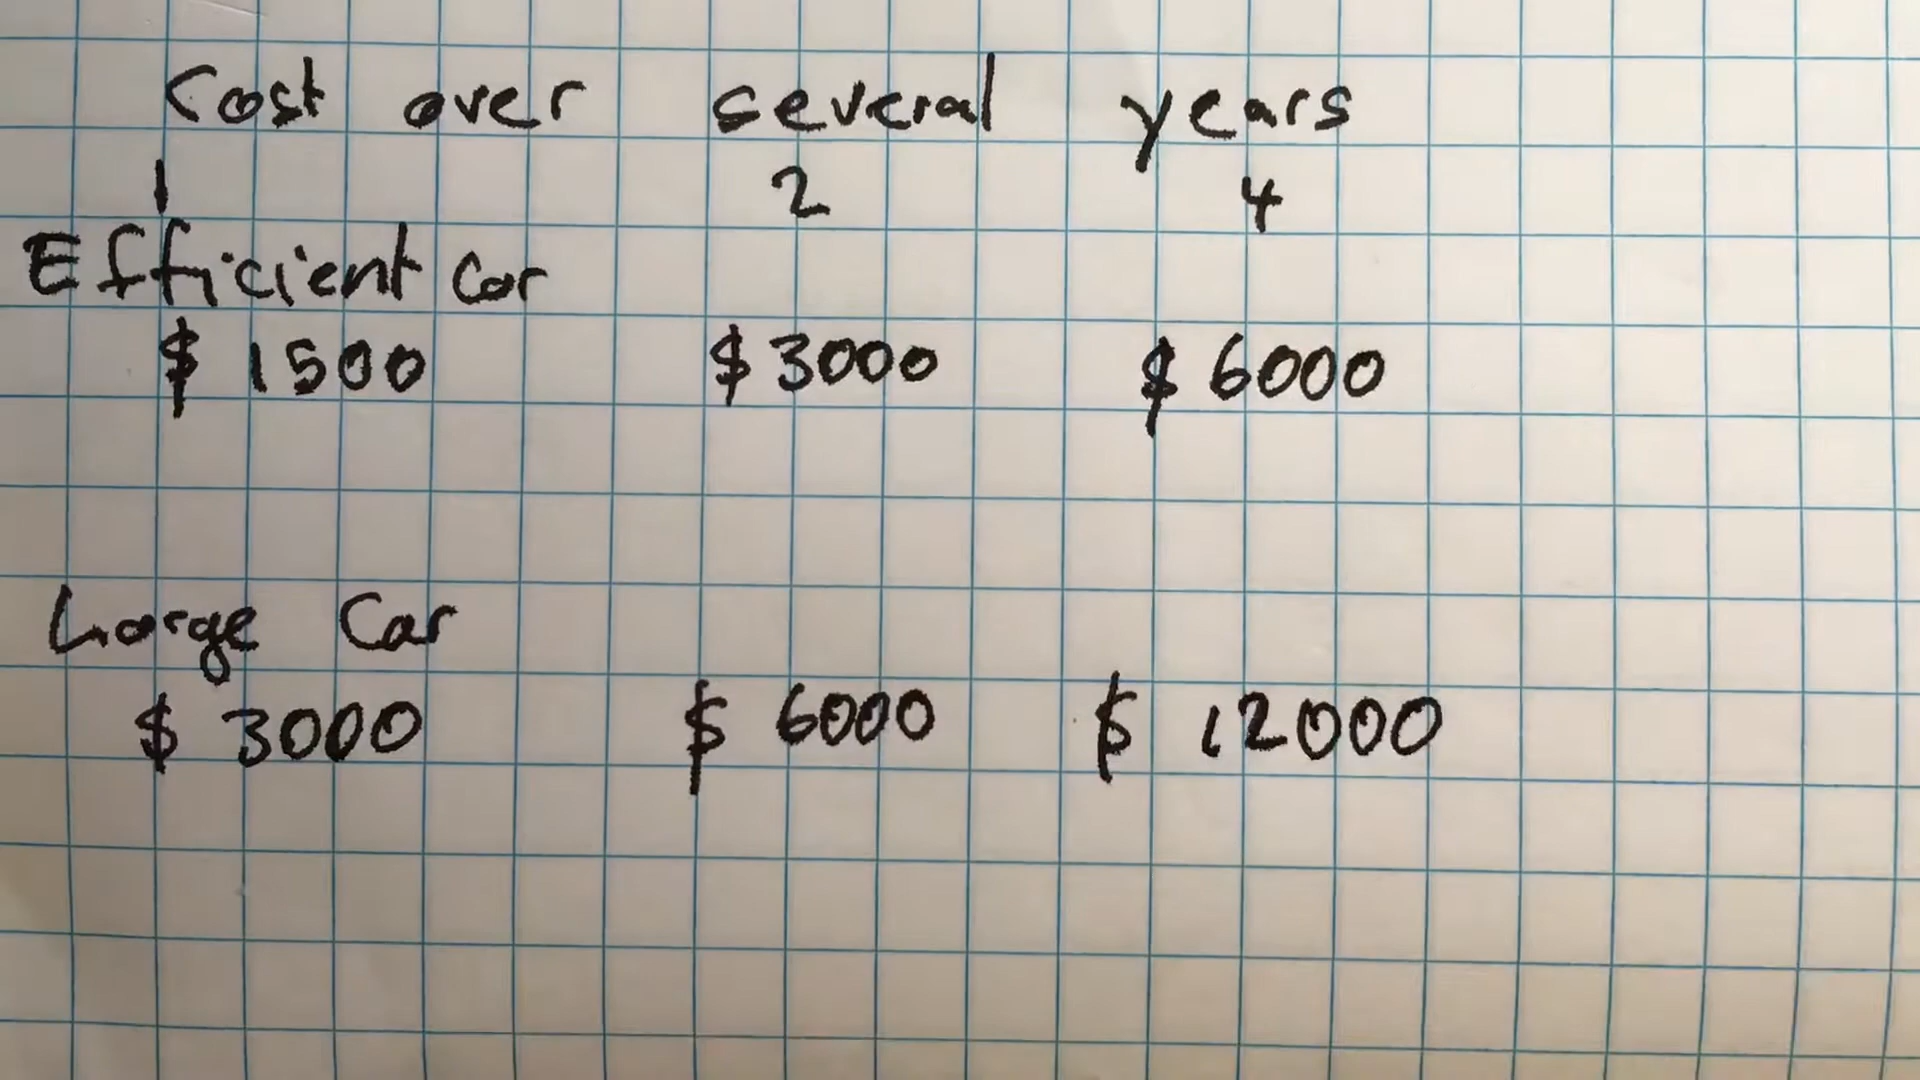 Cost over several years
1 2 4
Efficient Car
$ 1500 $ 3000 $ 6000
Large Car
$ 3000 $ 6000 $ 12000